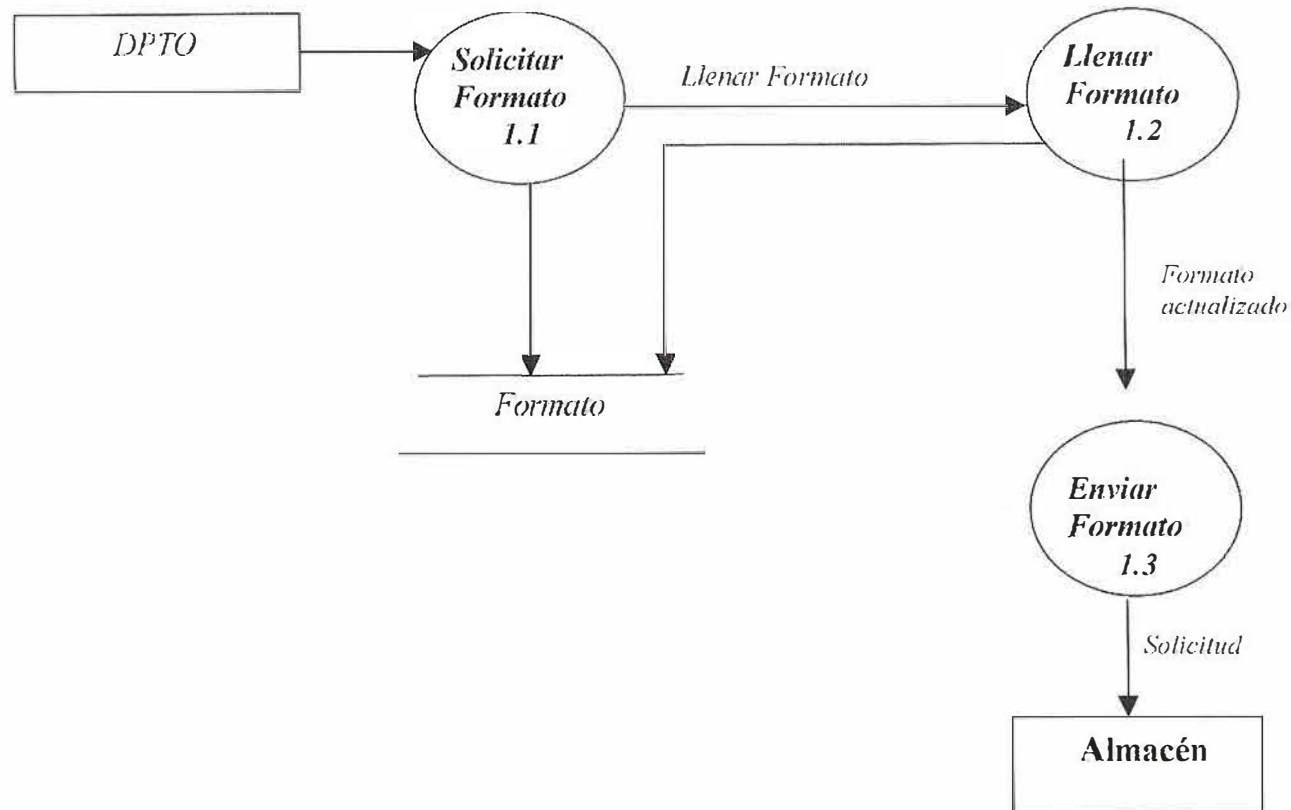 DPTO
Solicitar
Formato
1.1
Llenar Formato
Llenar
Formato
1.2
Formato
actualizado
Formato
Enviar
Formato
1.3
Solicitud
Almacén